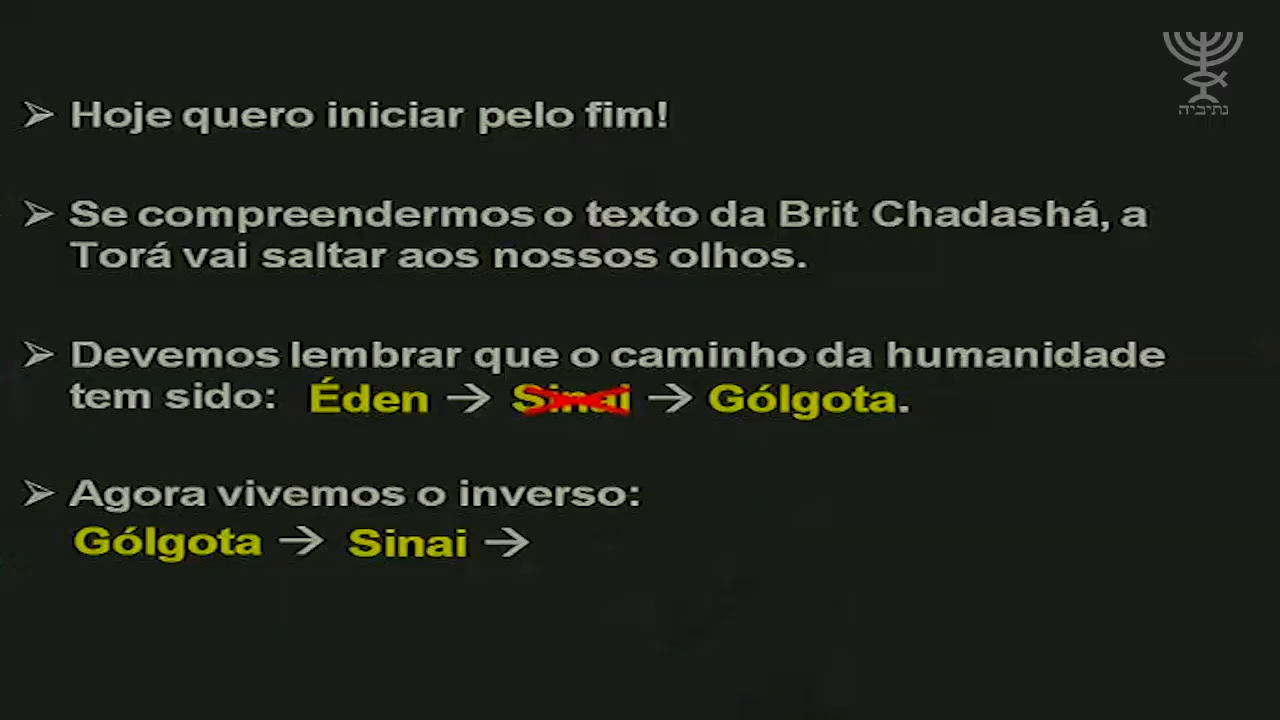 נתיביה
➢ Hoje quero iniciar pelo fim!
➢ Se compreendermos o texto da Brit Chadashá, a
Torá vai saltar aos nossos olhos.
➢ Devemos lembrar que o caminho da humanidade
tem sido: Éden → Sinai → Gólgota.
➢ Agora vivemos o inverso:
Gólgota → Sinai →